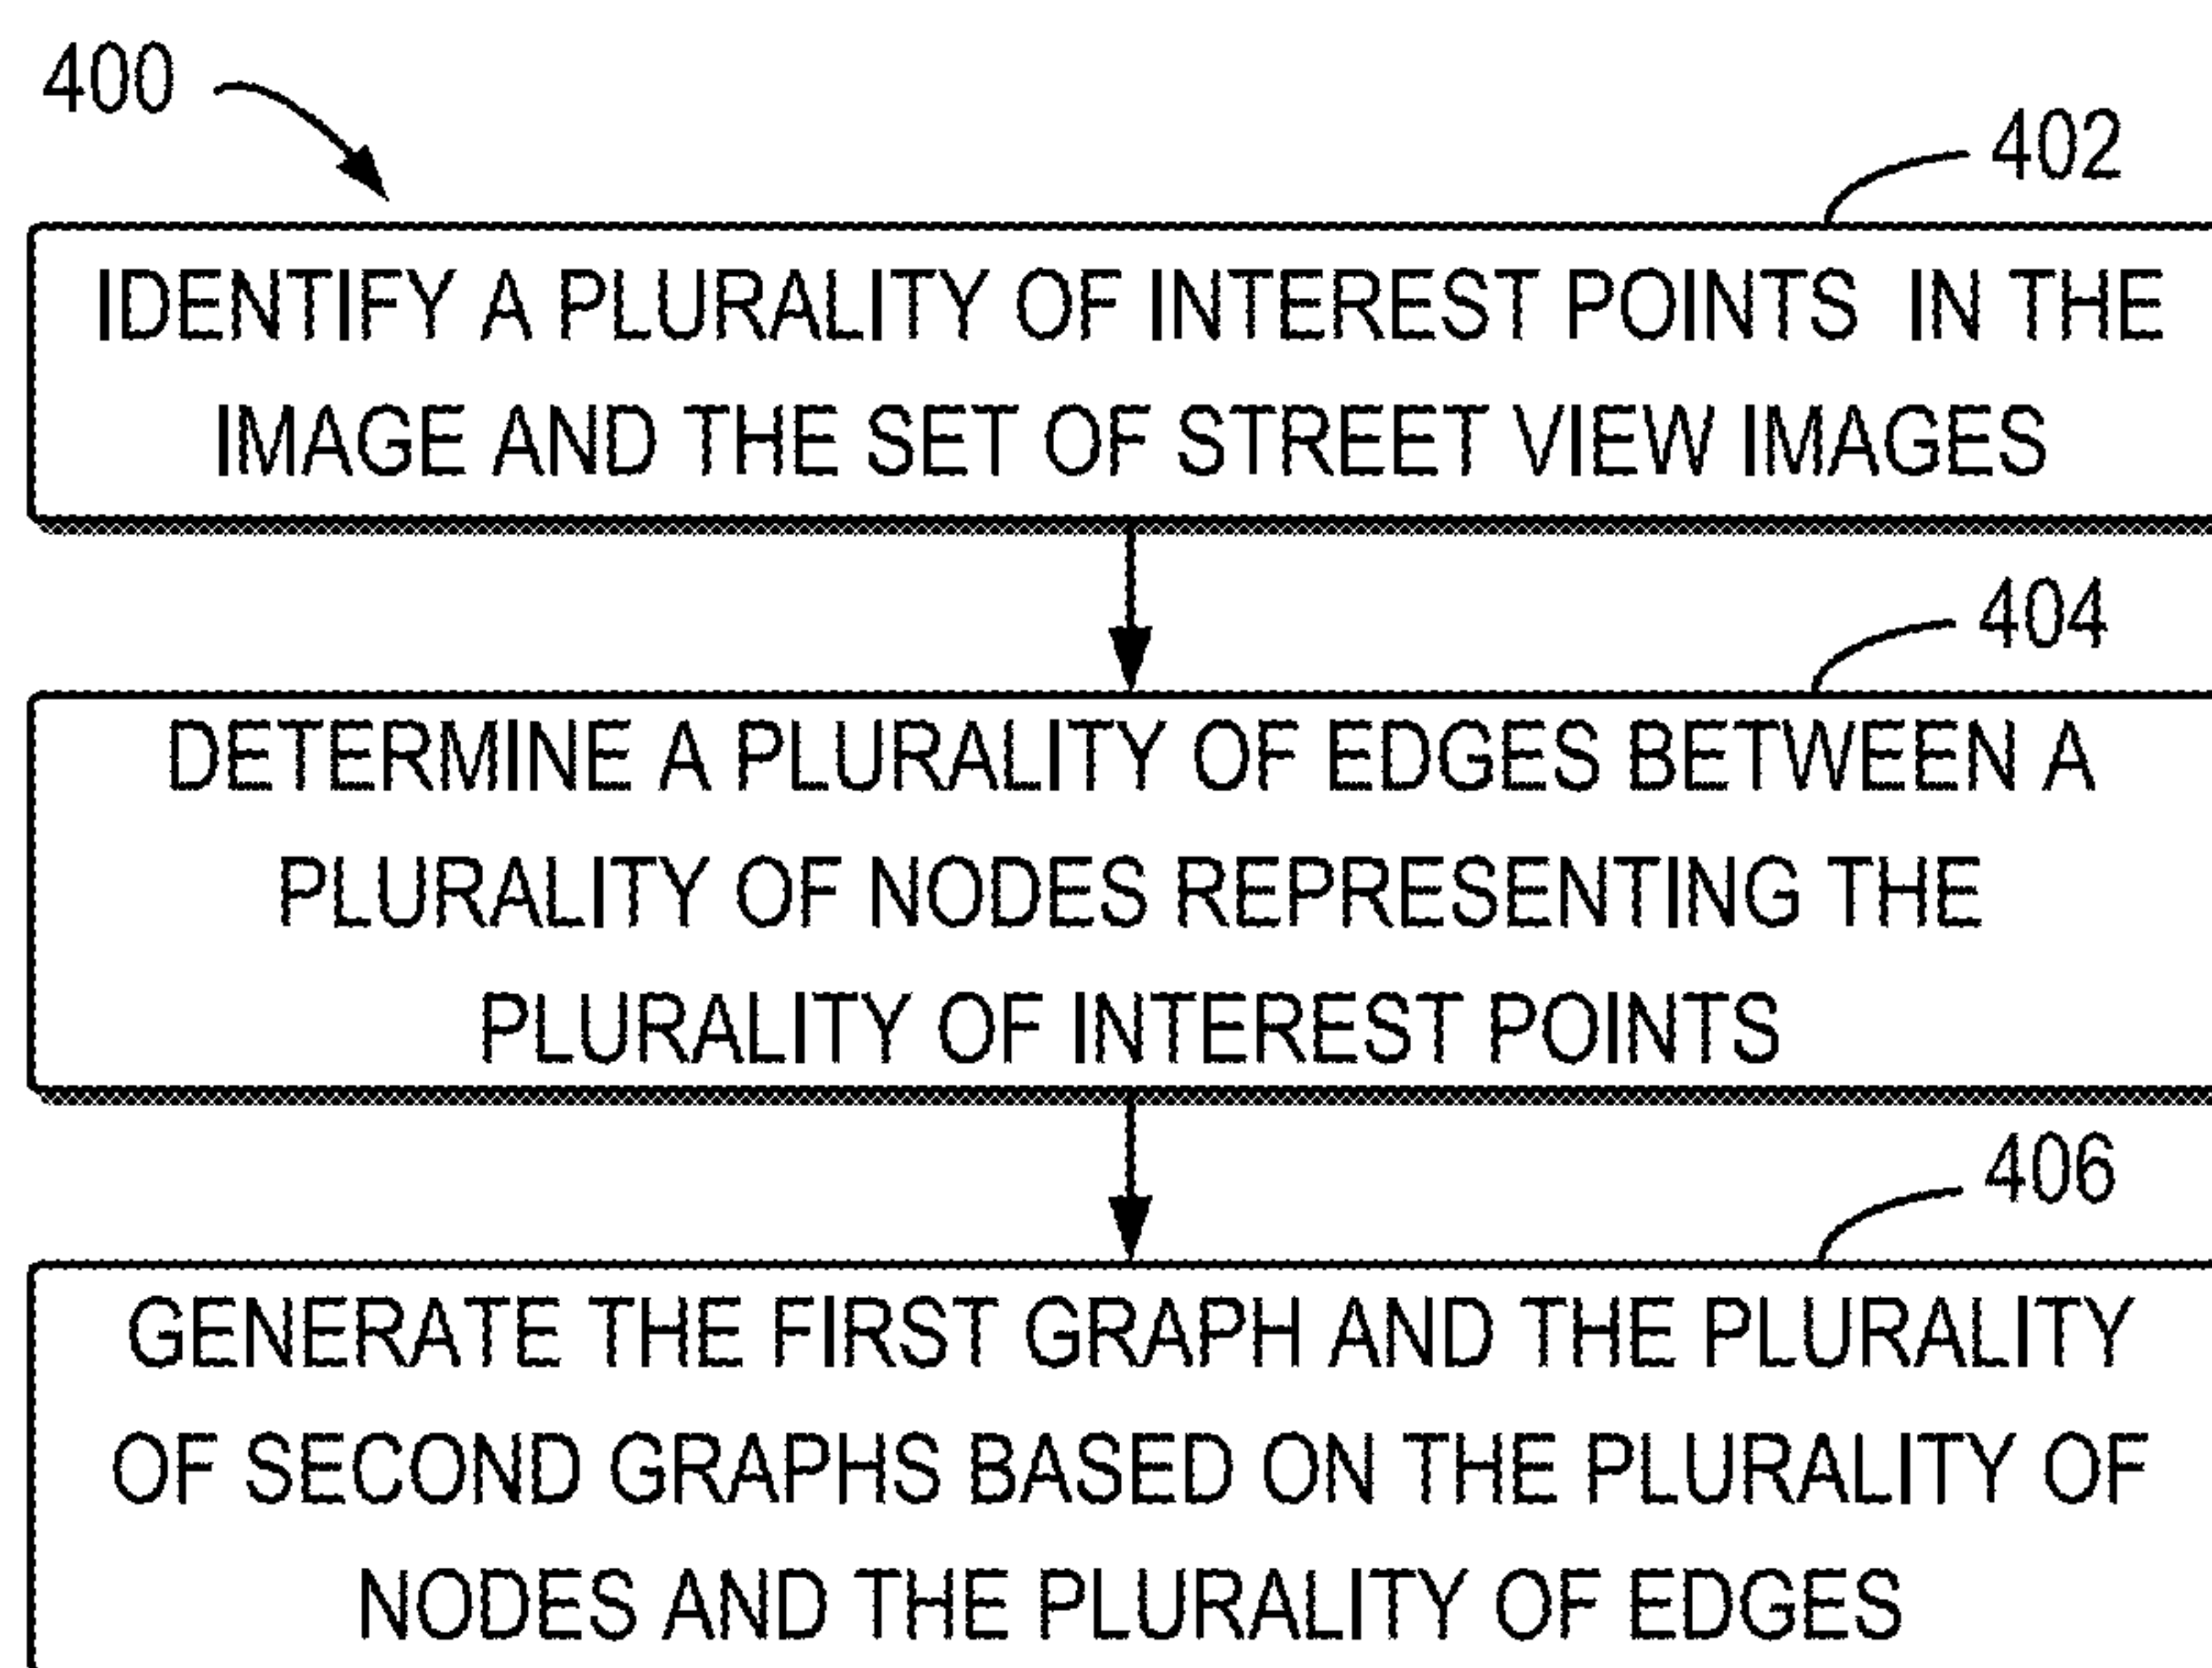 400
402
IDENTIFY A PLURALITY OF INTEREST POINTS IN THE
IMAGE AND THE SET OF STREET VIEW IMAGES
404
DETERMINE A PLURALITY OF EDGES BETWEEN A
PLURALITY OF NODES REPRESENTING THE
PLURALITY OF INTEREST POINTS
406
GENERATE THE FIRST GRAPH AND THE PLURALITY
OF SECOND GRAPHS BASED ON THE PLURALITY OF
NODES AND THE PLURALITY OF EDGES